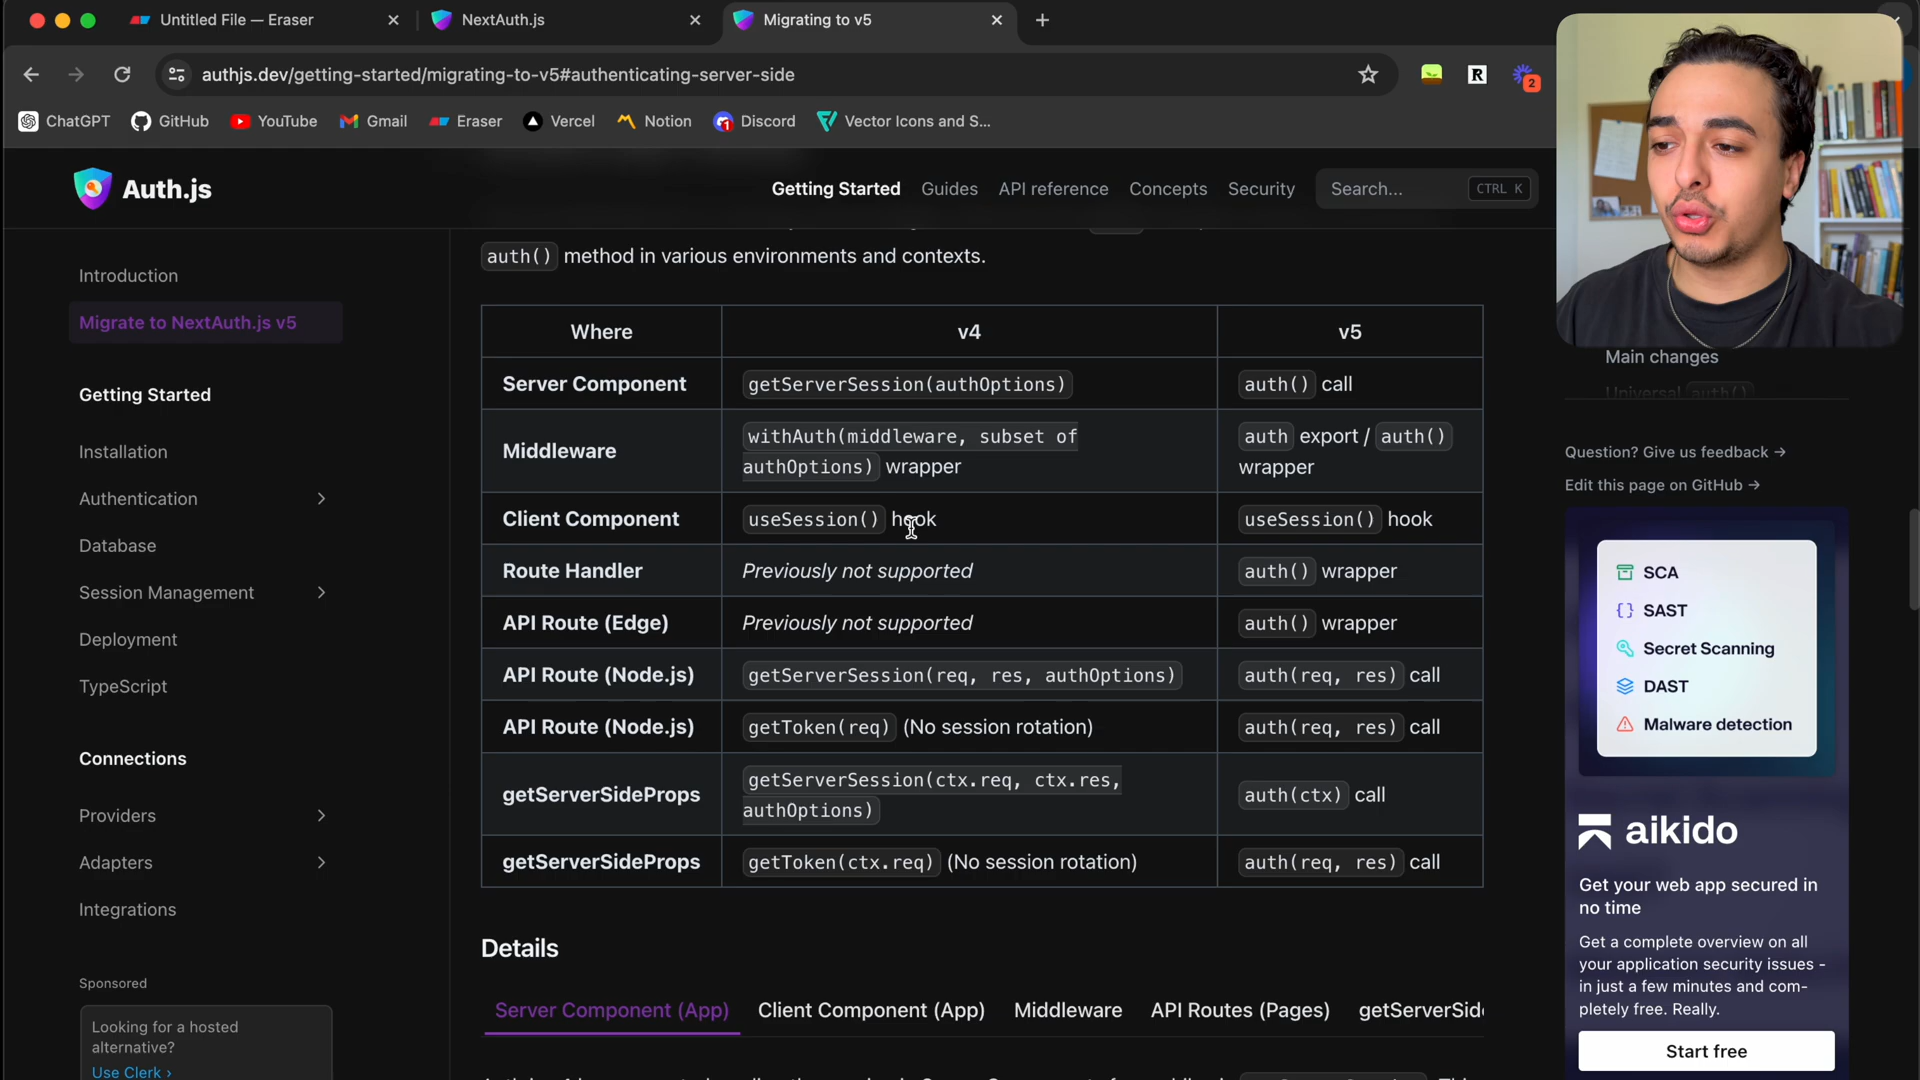 Untitled File — Eraser
NextAuth.js
Migrating to v5
authjs.dev/getting-started/migrating-to-v5#authenticating-server-side
2
ChatGPT
GitHub
YouTube
Gmail
Eraser
Vercel
Notion
Discord
Vector Icons and S...
Auth.js
Getting Started
Guides
API reference
Concepts
Security
Search...
CTRL K
Introduction
Migrate to NextAuth.js v5
Getting Started
Installation
Authentication
Database
Session Management
Deployment
TypeScript
Connections
Providers
Adapters
Integrations
Sponsored
Looking for a hosted
alternative?
Use Clerk ›
auth() method in various environments and contexts.
Where v4 v5
Server Component getServerSession(authOptions) auth() call
Middleware withAuth(middleware, subset of authOptions) wrapper auth export / auth() wrapper
Client Component useSession() hook useSession() hook
Route Handler Previously not supported auth() wrapper
API Route (Edge) Previously not supported auth() wrapper
API Route (Node.js) getServerSession(req, res, authOptions) auth(req, res) call
API Route (Node.js) getToken(req) (No session rotation) auth(req, res) call
getServerSideProps getServerSession(ctx.req, ctx.res, authOptions) auth(ctx) call
getServerSideProps getToken(ctx.req) (No session rotation) auth(req, res) call
Details
Server Component (App)
Client Component (App)
Middleware
API Routes (Pages)
getServerSid
Main changes
Universal auth()
Question? Give us feedback →
Edit this page on GitHub →
SCA
SAST
Secret Scanning
DAST
Malware detection
aikido
Get your web app secured in
no time
Get a complete overview on all
your application security issues -
in just a few minutes and com-
pletely free. Really.
Start free